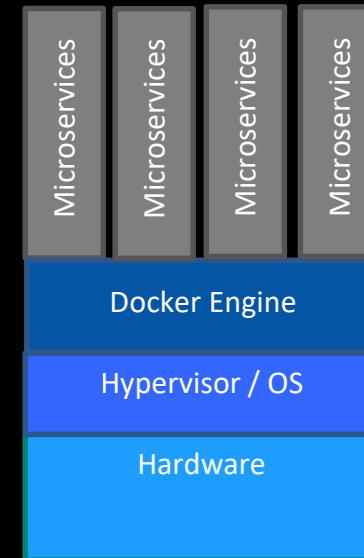 Microservices
Microservices
Microservices
Microservices
Docker Engine
Hypervisor / OS
Hardware